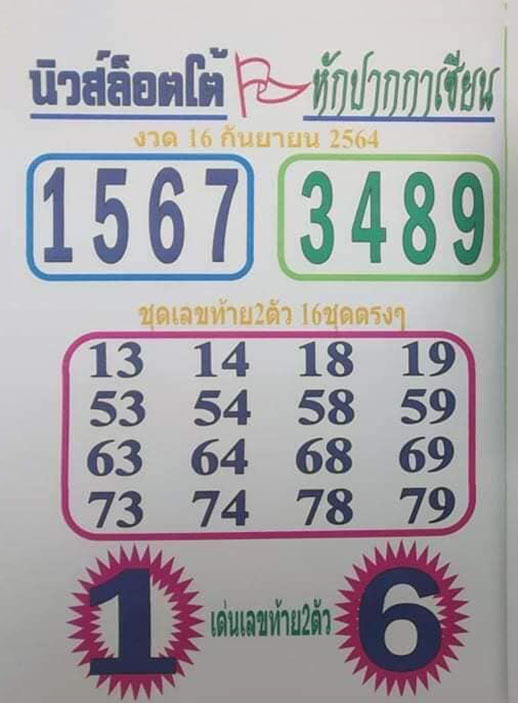 นิวส์ล็อตโต้ หักปากกาเซียน
งวด 16 กันยายน 2564
1567 3489
ชุดเลขท้าย2ตัว 16ชุดตรงๆ
13 14 18 19
53 54 58 59
63 64 68 69
73 74 78 79
1 เด่นเลขท้าย2ตัว 6